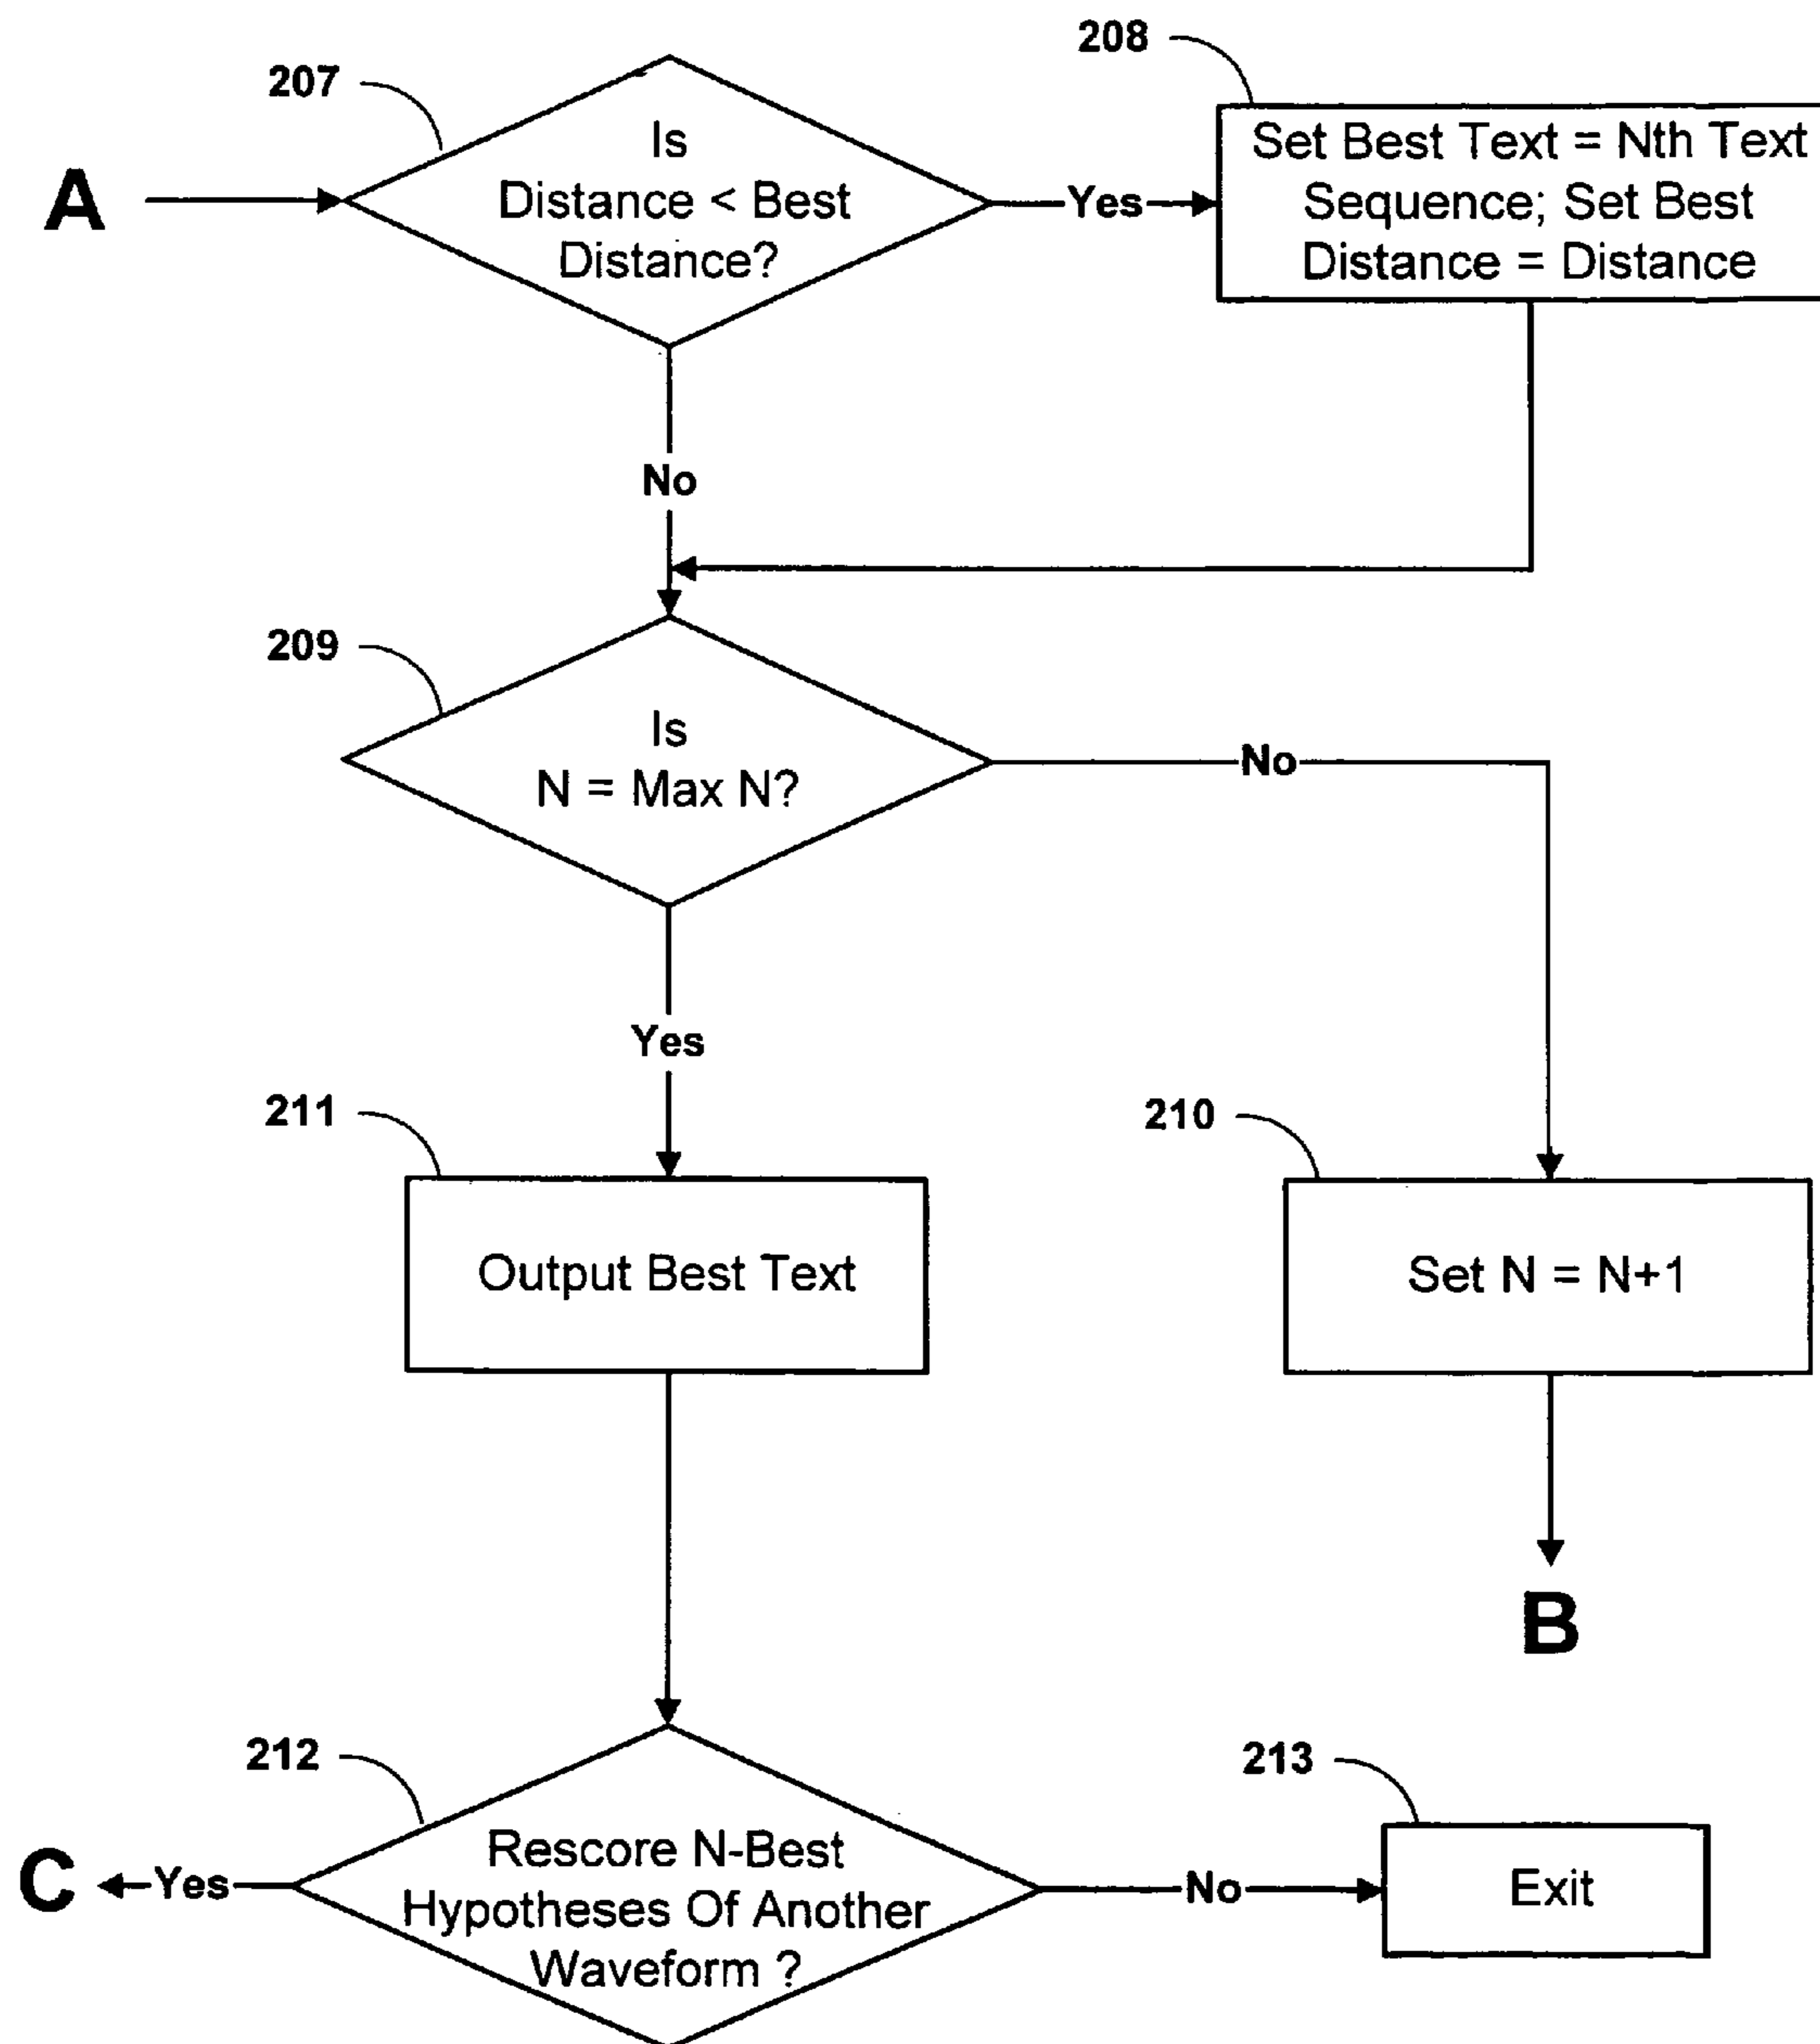 208
207
Is
Distance < Best
Distance?
A
Yes
Set Best Text = Nth Text
Sequence; Set Best
Distance = Distance
No
209
Is
N = Max N?
No
Yes
211
210
Output Best Text
Set N = N+1
B
212
213
C
Yes
Rescore N-Best
Hypotheses Of Another
Waveform ?
No
Exit